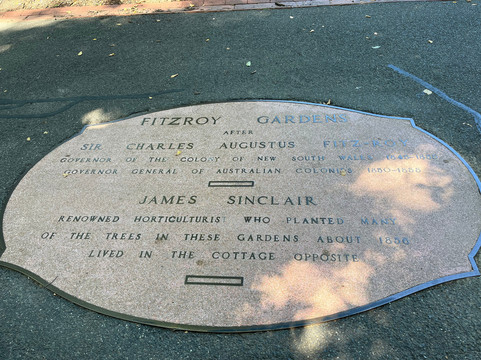 FITZROY GARDENS
AFTER
SIR CHARLES AUGUSTUS FITZ-ROY
GOVERNOR OF THE COLONY OF NEW SOUTH WALES
GOVERNOR GENERAL OF AUSTRALIAN COLONIES
JAMES SINCLAIR
RENOWNED HORTICULTURIST WHO PLANTED MANY
OF THE TREES IN THESE GARDENS ABOUT 1858
LIVED IN THE COTTAGE OPPOSITE